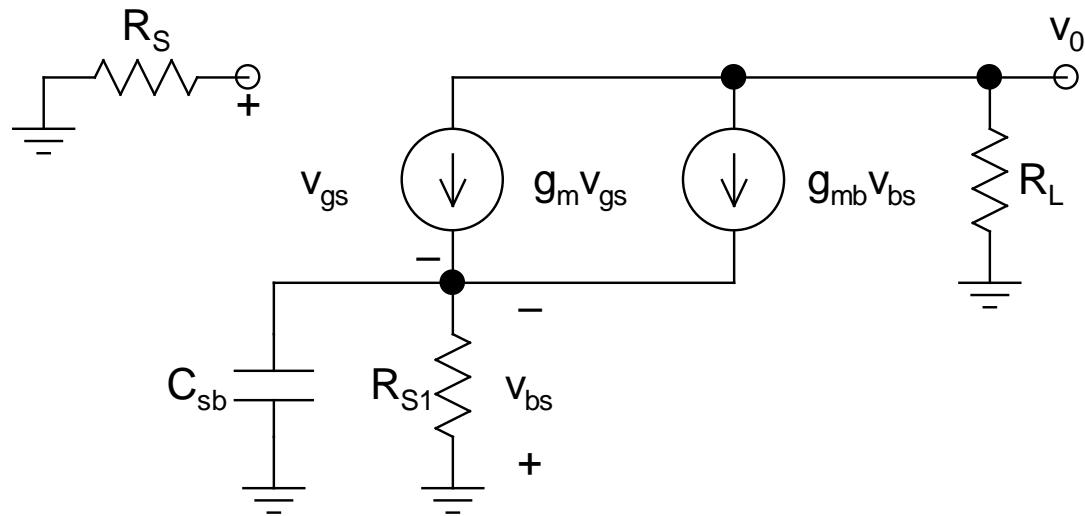 R_S
v_0
+
v_gs
g_m v_gs
g_mb v_bs
R_L
−
−
C_sb
R_S1
v_bs
+